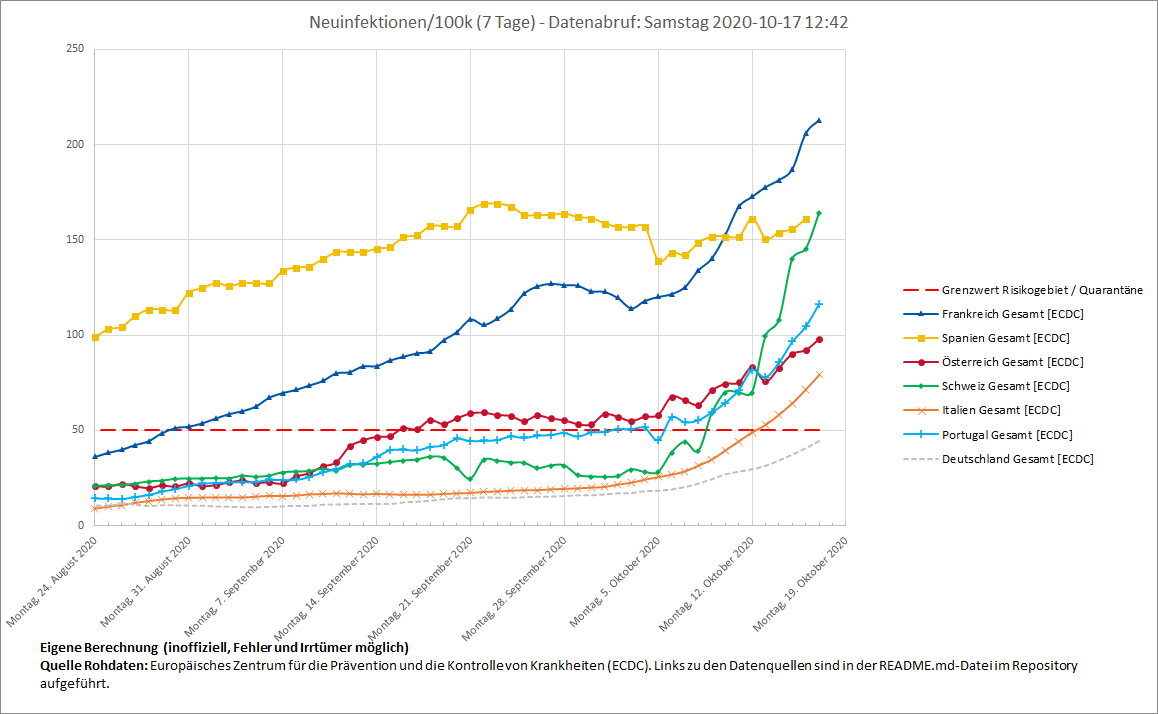 Neuinfektionen/100k (7 Tage) - Datenabruf: Samstag 2020-10-17 12:42
250
200
150
100
50
0
Montag, 24. August 2020
Montag, 31. August 2020
Montag, 7. September 2020
Montag, 14. September 2020
Montag, 21. September 2020
Montag, 28. September 2020
Montag, 5. Oktober 2020
Montag, 12. Oktober 2020
Montag, 19. Oktober 2020
Grenzwert Risikogebiet / Quarantäne
Frankreich Gesamt [ECDC]
Spanien Gesamt [ECDC]
Österreich Gesamt [ECDC]
Schweiz Gesamt [ECDC]
Italien Gesamt [ECDC]
Portugal Gesamt [ECDC]
Deutschland Gesamt [ECDC]
Eigene Berechnung (inoffiziell, Fehler und Irrtümer möglich)
Quelle Rohdaten: Europäisches Zentrum für die Prävention und die Kontrolle von Krankheiten (ECDC). Links zu den Datenquellen sind in der README.md-Datei im Repository
aufgeführt.